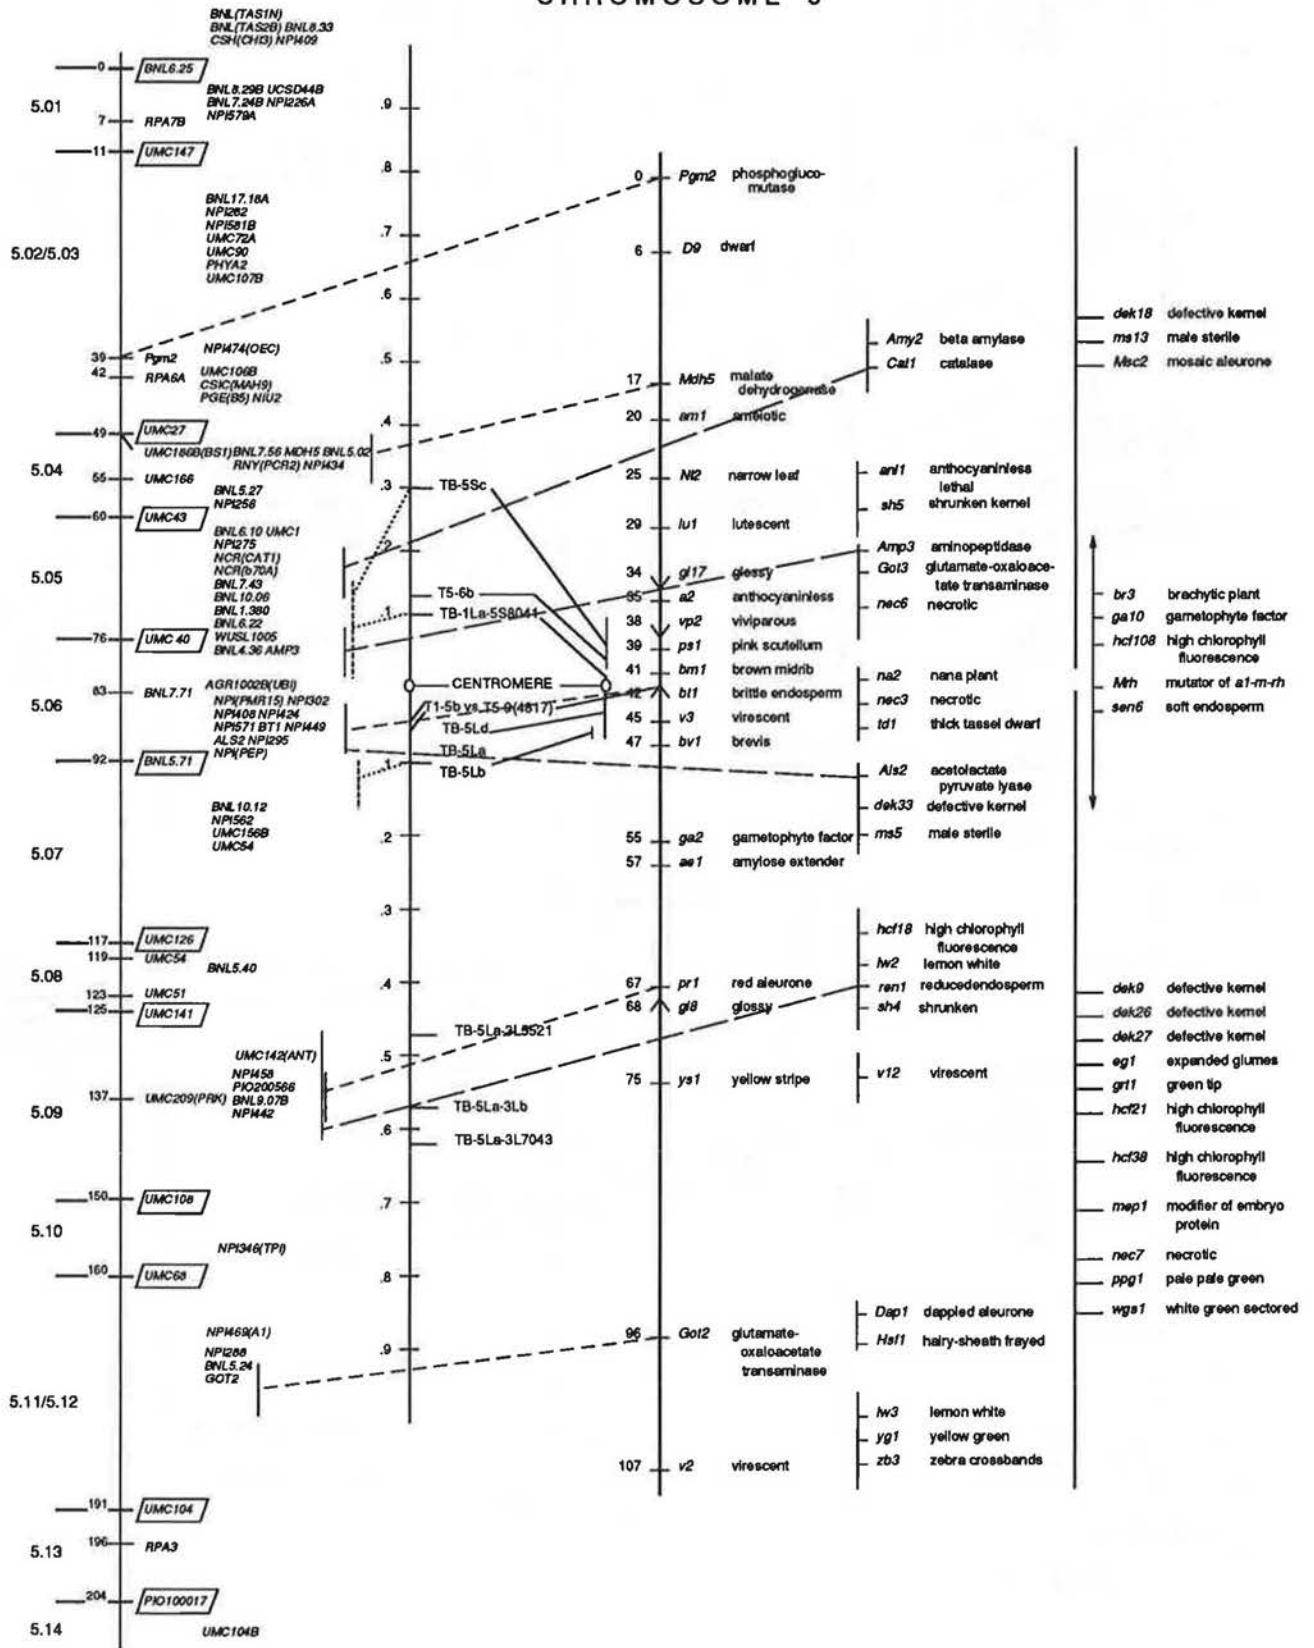 CHROMOSOME 5
5.01
5.02/5.03
5.04
5.05
5.06
5.07
5.08
5.09
5.10
5.11/5.12
5.13
5.14
BNL(TAS1N)
BNL(TAS2B) BNL8.33
CSH(CHI3) NPI409
0 BNL6.25
BNL8.29B UCSD44B
BNL7.24B NPI226A
NPI579A
7 RPA7B
11 UMC147
BNL17.18A
NPI282
NPI581B
UMC72A
UMC90
PHYA2
UMC107B
39 Pgm2 NPI474(OEC)
42 RPA6A UMC106B
CSIC(MAH9)
PGE(B5) NIU2
49 UMC27
UMC186B(BS1) BNL7.56 MDH5 BNL5.02
RNY(PCR2) NPI434
55 UMC166
BNL5.27
NPI256
60 UMC43
BNL6.10 UMC1
NPI275
NCR(CAT1)
NCR(b70A)
BNL7.43
BNL10.06
BNL1.380
BNL6.22
76 UMC 40 WUSL1005
BNL4.36 AMP3
83 BNL7.71 AGR1002B(UBI)
NPI(PMR15) NPI302
NPI408 NPI424
NPI571 BT1 NPI449
ALS2 NPI295
92 BNL5.71 NPI(PEP)
BNL10.12
NPI562
UMC156B
UMC54
117 UMC126
119 UMC54
BNL5.40
123 UMC51
125 UMC141
UMC142(ANT)
NPI458
PIO200566
137 UMC209(PRK) BNL9.07B
NPI442
150 UMC108
NPI346(TPI)
160 UMC68
NPI469(A1)
NPI288
BNL5.24
GOT2
191 UMC104
196 RPA3
204 PIO100017
UMC104B
.9
.8
.7
.6
.5
.4
.3 TB-5Sc
.2
T5-6b
.1 TB-1La-5S8041
CENTROMERE
T1-5b vs T5-9(4817)
TB-5Ld
TB-5La
.1 TB-5Lb
.2
.3
.4
TB-5La-3L5521
.5
TB-5La-3Lb
.6
TB-5La-3L7043
.7
.8
.9
0 Pgm2 phosphogluco-
mutase
6 D9 dwarf
17 Mdh5 malate
dehydrogenase
20 am1 ameiotic
25 Nl2 narrow leaf
29 lu1 lutescent
34 gl17 glossy
35 a2 anthocyaninless
38 vp2 viviparous
39 ps1 pink scutellum
41 bm1 brown midrib
42 bt1 brittle endosperm
45 v3 virescent
47 bv1 brevis
55 ga2 gametophyte factor
57 ae1 amylose extender
67 pr1 red aleurone
68 gl8 glossy
75 ys1 yellow stripe
96 Got2 glutamate-
oxaloacetate
transaminase
107 v2 virescent
Amy2 beta amylase
Cat1 catalase
anl1 anthocyaninless
lethal
sh5 shrunken kernel
Amp3 aminopeptidase
Got3 glutamate-oxaloace-
tate transaminase
nec6 necrotic
na2 nana plant
nec3 necrotic
td1 thick tassel dwarf
Als2 acetolactate
pyruvate lyase
dek33 defective kernel
ms5 male sterile
hcf18 high chlorophyll
fluorescence
lw2 lemon white
ren1 reducedendosperm
sh4 shrunken
v12 virescent
Dap1 dappled aleurone
Hsf1 hairy-sheath frayed
lw3 lemon white
yg1 yellow green
zb3 zebra crossbands
dek18 defective kernel
ms13 male sterile
Msc2 mosaic aleurone
br3 brachytic plant
ga10 gametophyte factor
hcf108 high chlorophyll
fluorescence
Mrh mutator of a1-m-rh
sen6 soft endosperm
dek9 defective kernel
dek26 defective kernel
dek27 defective kernel
eg1 expanded glumes
grt1 green tip
hcf21 high chlorophyll
fluorescence
hcf38 high chlorophyll
fluorescence
mep1 modifier of embryo
protein
nec7 necrotic
ppg1 pale pale green
wgs1 white green sectored